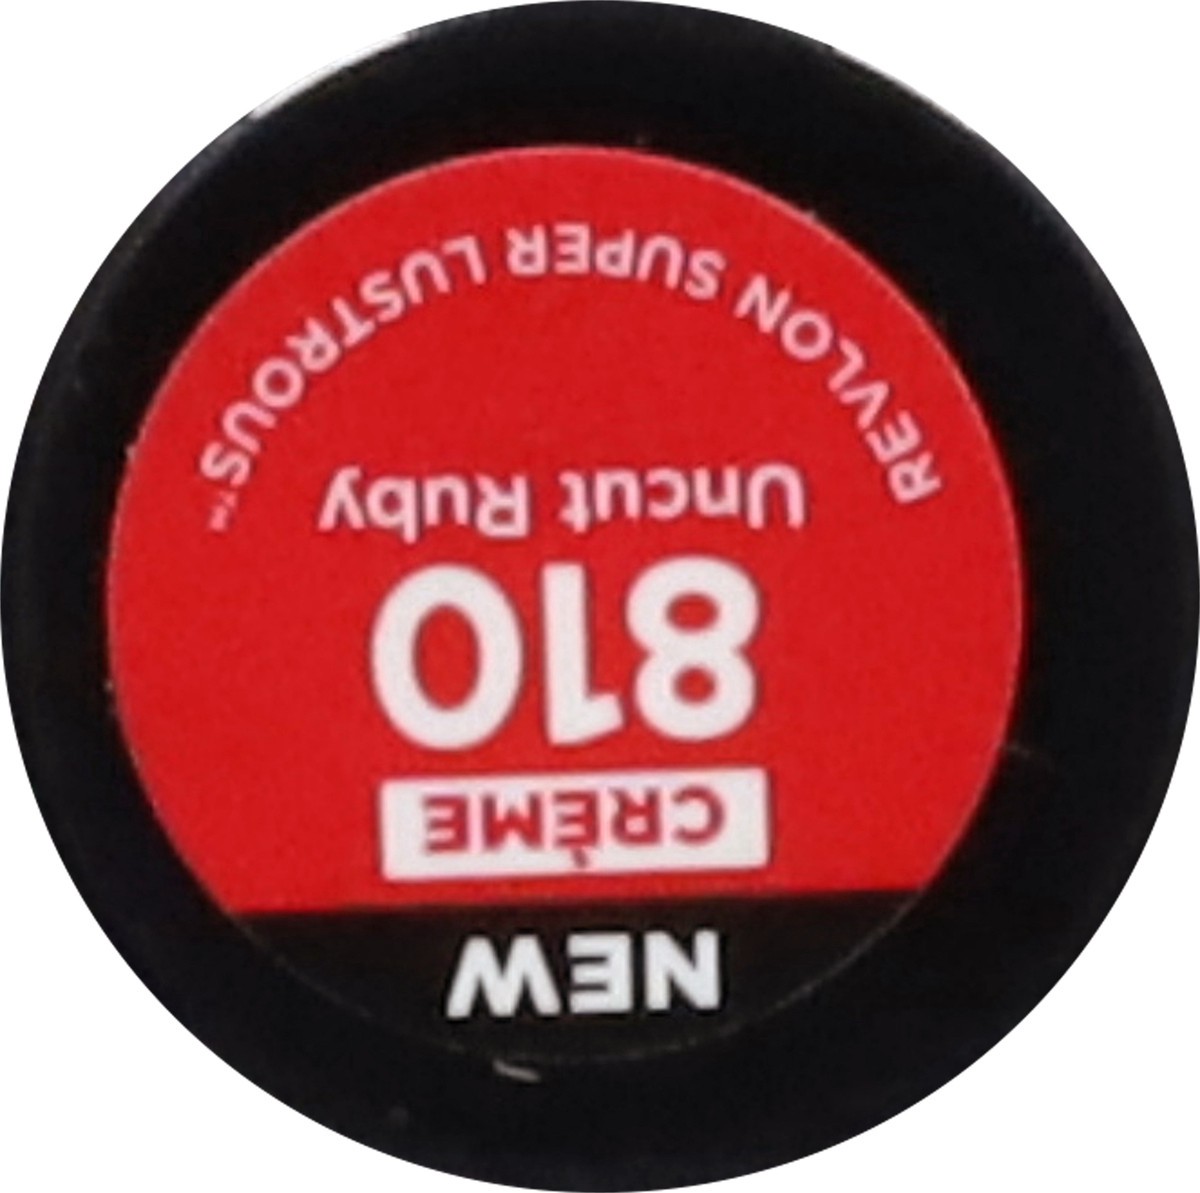 NEW
CRÈME
810
Uncut Ruby
REVLON SUPER LUSTROUS™